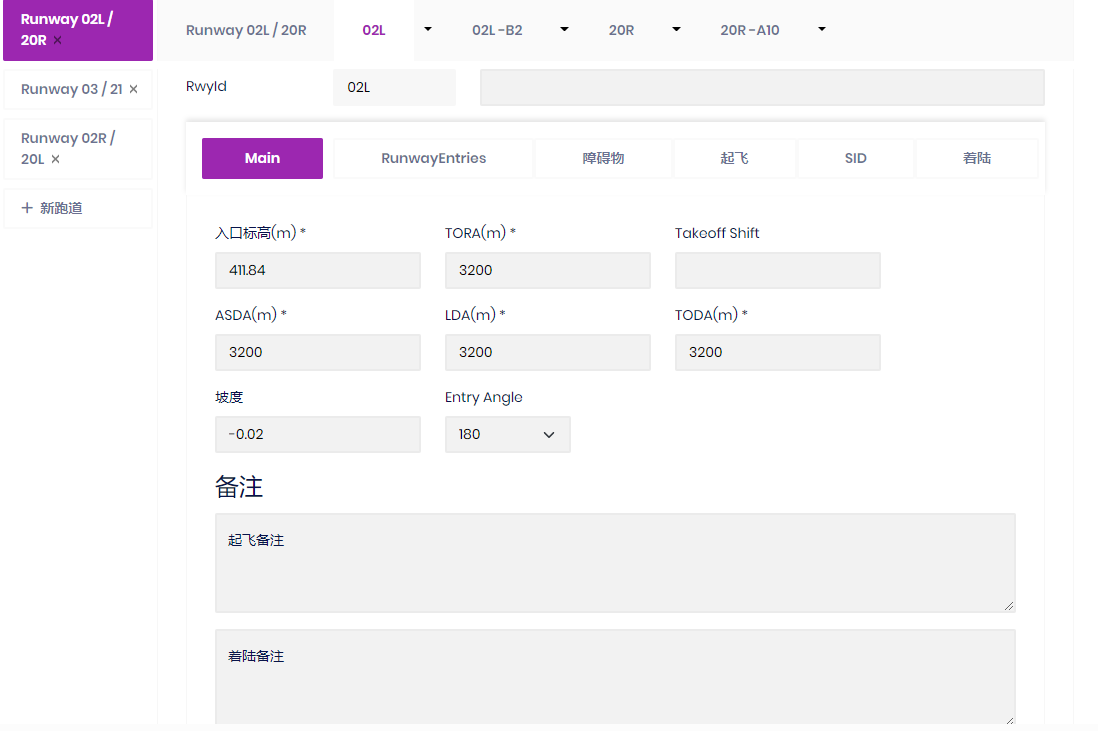 Runway 02L /
20R ×
Runway 03 / 21 ×
Runway 02R /
20L ×
+ 新跑道
Runway 02L / 20R
02L
02L -B2
20R
20R -A10
RwyId
02L
Main
RunwayEntries
障碍物
起飞
SID
着陆
入口标高(m) *
TORA(m) *
Takeoff Shift
411.84
3200
ASDA(m) *
LDA(m) *
TODA(m) *
3200
3200
3200
坡度
Entry Angle
-0.02
180
备注
起飞备注
着陆备注